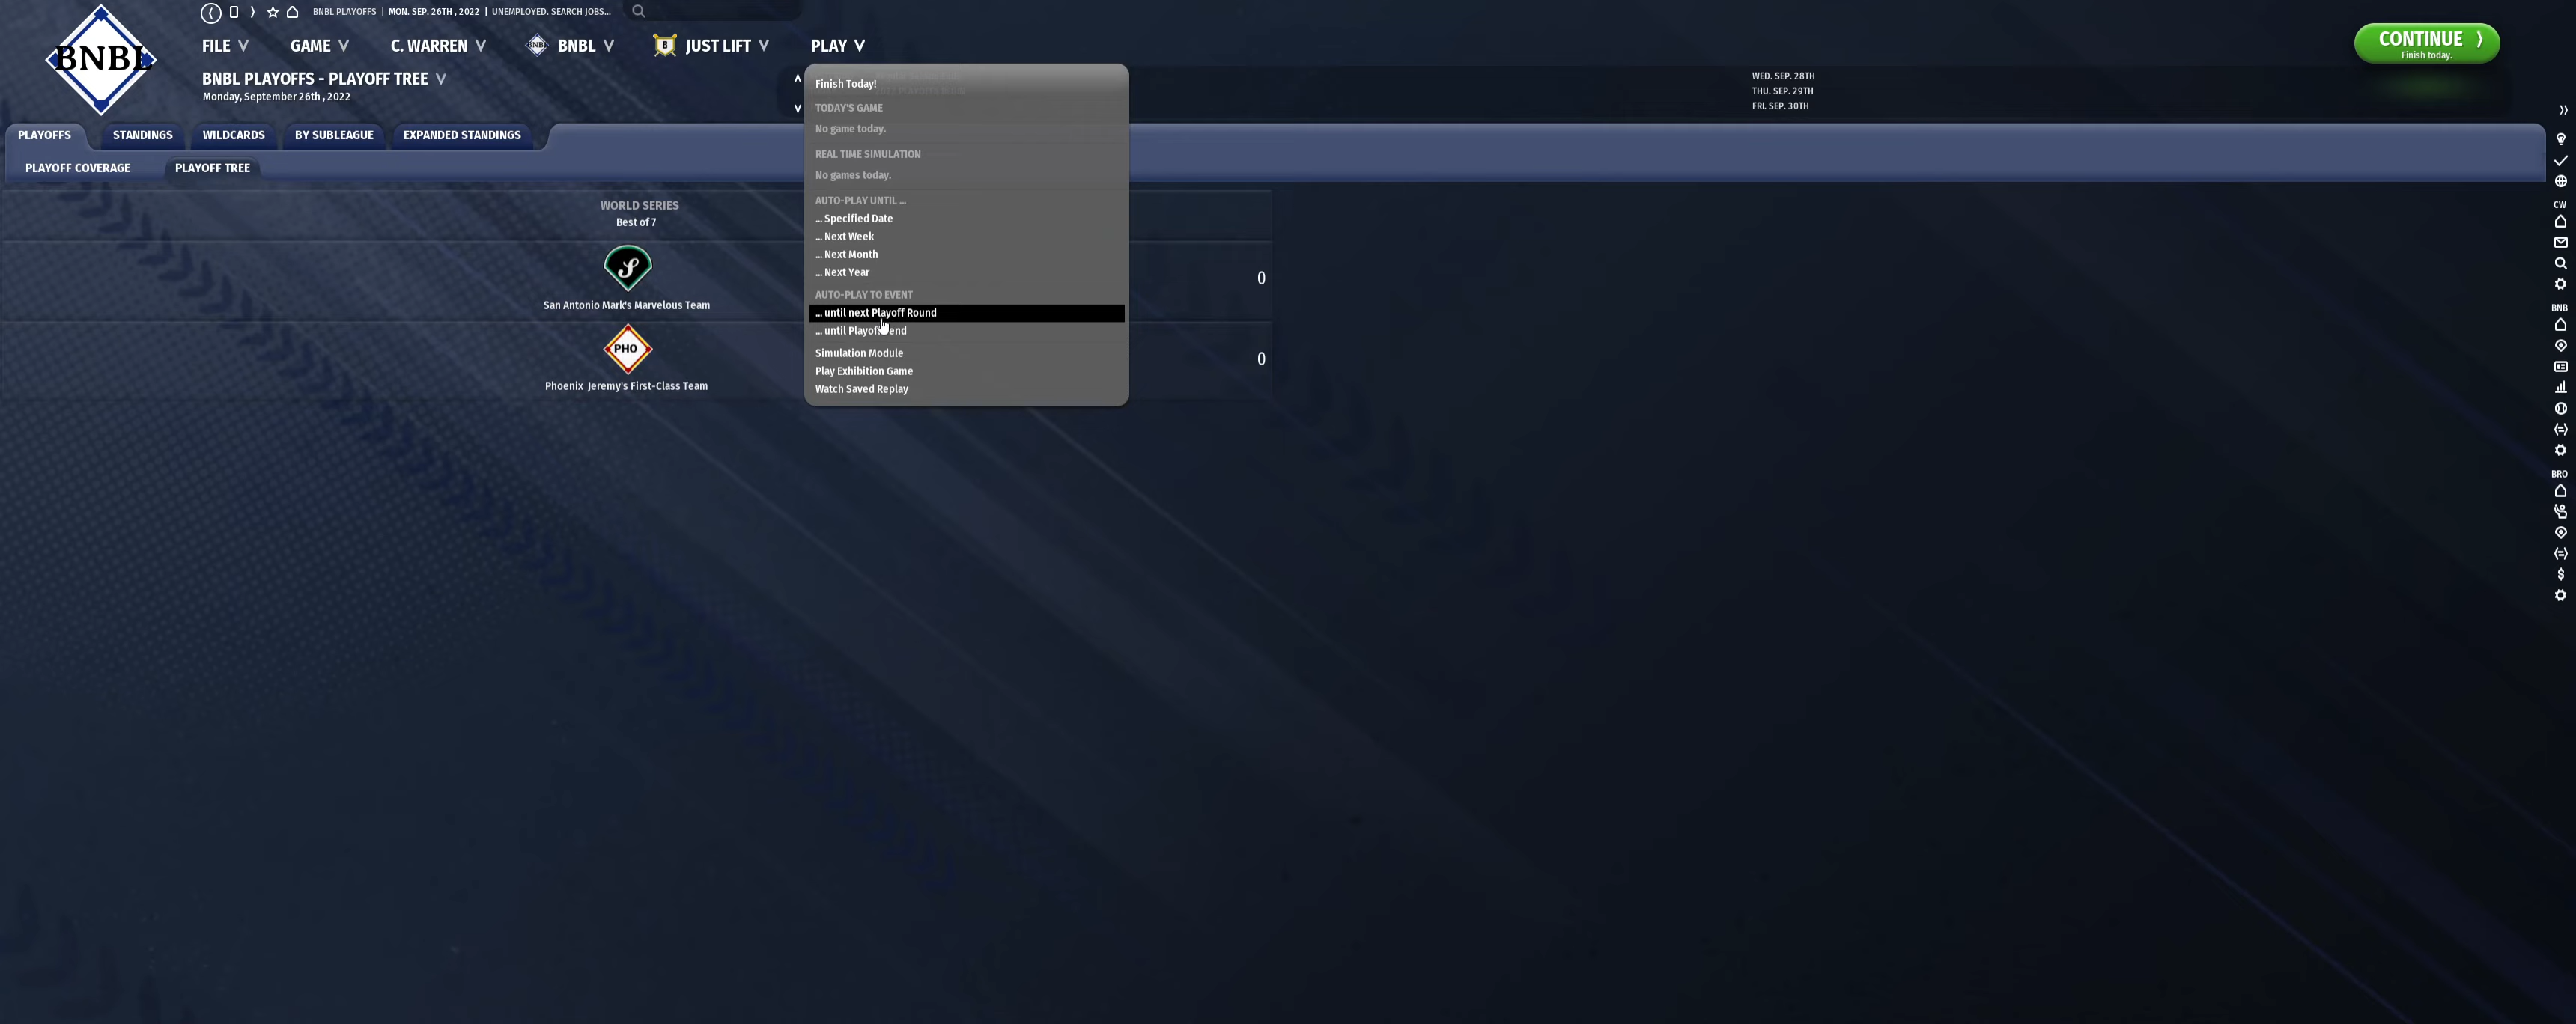 BNBL PLAYOFFS | MON. SEP. 26TH , 2022 | UNEMPLOYED. SEARCH JOBS...
BNBL
FILE GAME C. WARREN BNBL JUST LIFT PLAY
CONTINUE
Finish today.
BNBL PLAYOFFS - PLAYOFF TREE
Monday, September 26th , 2022
WED. SEP. 28TH
THU. SEP. 29TH
FRI. SEP. 30TH
PLAYOFFS STANDINGS WILDCARDS BY SUBLEAGUE EXPANDED STANDINGS
PLAYOFF COVERAGE PLAYOFF TREE
Finish Today!
TODAY'S GAME
No game today.
REAL TIME SIMULATION
No games today.
AUTO-PLAY UNTIL ...
... Specified Date
... Next Week
... Next Month
... Next Year
AUTO-PLAY TO EVENT
... until next Playoff Round
... until Playoff end
Simulation Module
Play Exhibition Game
Watch Saved Replay
WORLD SERIES
Best of 7
San Antonio Mark's Marvelous Team
0
PHO
Phoenix Jeremy's First-Class Team
0
CW
BNB
BRO